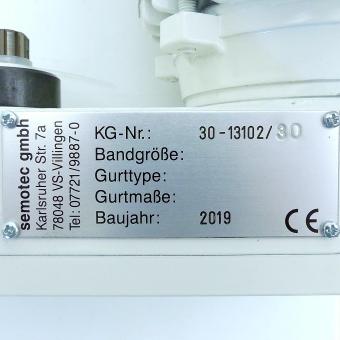 semotec gmbh
Karlsruher Str. 7a
78048 VS-Villingen
Tel: 07721/9887-0
KG-Nr.: 30-13102/30
Bandgröße:
Gurttype:
Gurtmaße:
Baujahr: 2019
CE